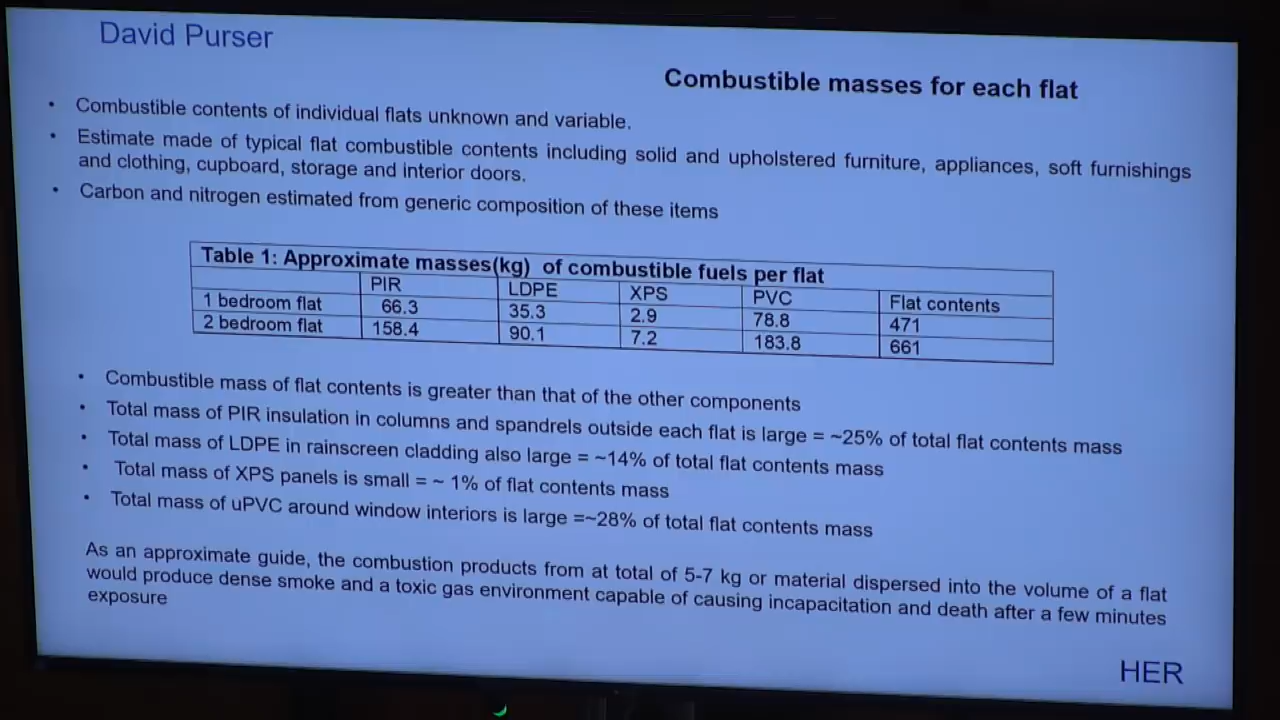 David Purser
Combustible masses for each flat
• Combustible contents of individual flats unknown and variable.
• Estimate made of typical flat combustible contents including solid and upholstered furniture, appliances, soft furnishings
and clothing, cupboard, storage and interior doors.
• Carbon and nitrogen estimated from generic composition of these items
Table 1: Approximate masses(kg) of combustible fuels per flat
PIR LDPE XPS PVC Flat contents
1 bedroom flat 66.3 35.3 2.9 78.8 471
2 bedroom flat 158.4 90.1 7.2 183.8 661
• Combustible mass of flat contents is greater than that of the other components
• Total mass of PIR insulation in columns and spandrels outside each flat is large = ~25% of total flat contents mass
• Total mass of LDPE in rainscreen cladding also large = ~14% of total flat contents mass
• Total mass of XPS panels is small = ~ 1% of flat contents mass
• Total mass of uPVC around window interiors is large =~28% of total flat contents mass
As an approximate guide, the combustion products from at total of 5-7 kg or material dispersed into the volume of a flat
would produce dense smoke and a toxic gas environment capable of causing incapacitation and death after a few minutes
exposure
HER